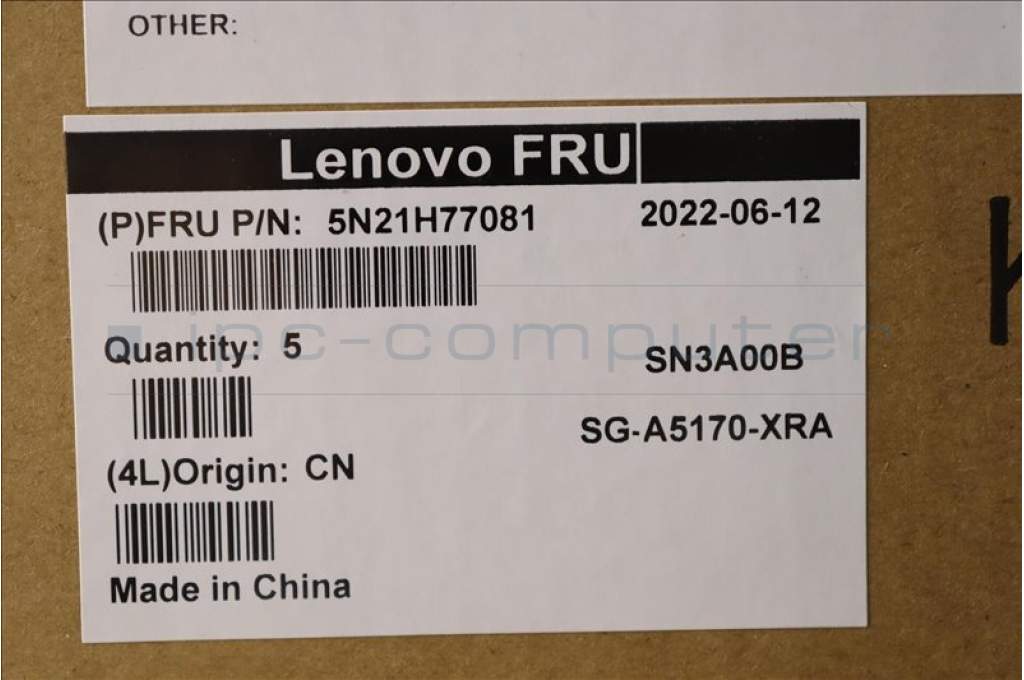 OTHER:
Lenovo FRU
(P)FRU P/N: 5N21H77081
2022-06-12
ipc-computer
Quantity: 5
SN3A00B
SG-A5170-XRA
(4L)Origin: CN
Made in China